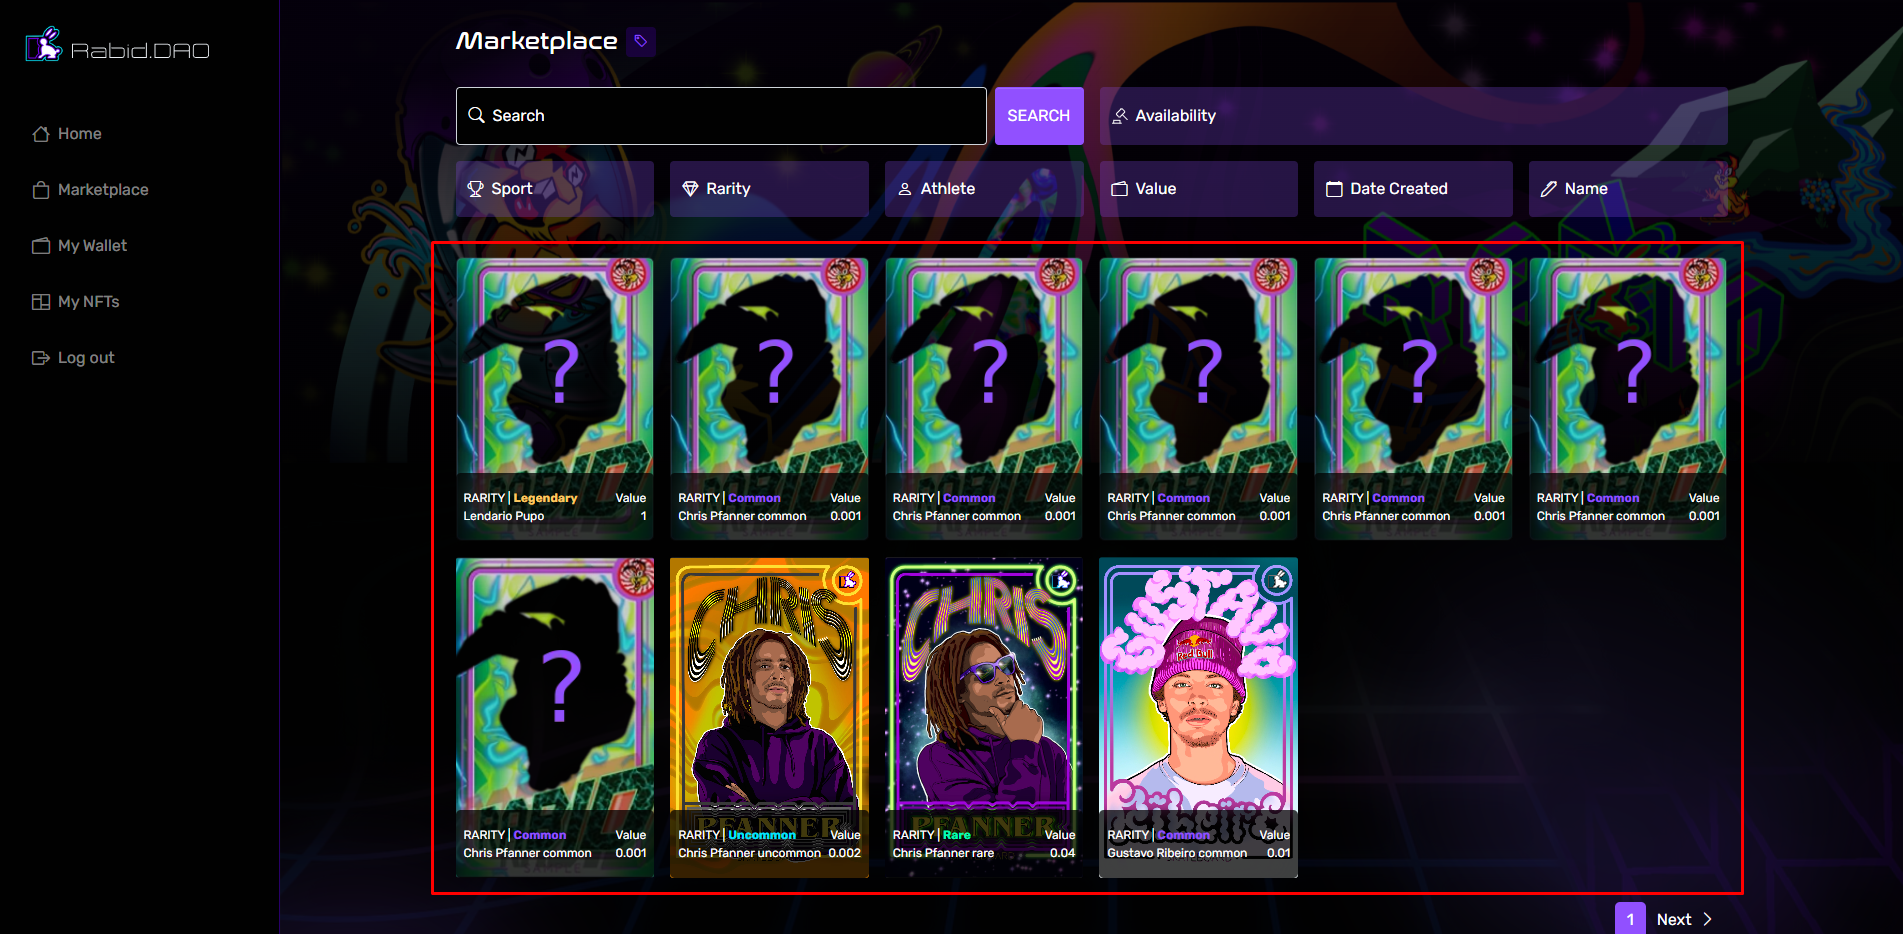 Rabid.DAO
Home
Marketplace
My Wallet
My NFTs
Log out
Marketplace
Search
SEARCH
Availability
Sport
Rarity
Athlete
Value
Date Created
Name
?
?
?
?
?
?
RARITY | Legendary Value
Lendario Pupo 1
RARITY | Common Value
Chris Pfanner common 0.001
RARITY | Common Value
Chris Pfanner common 0.001
RARITY | Common Value
Chris Pfanner common 0.001
RARITY | Common Value
Chris Pfanner common 0.001
RARITY | Common Value
Chris Pfanner common 0.001
?
RARITY | Common Value
Chris Pfanner common 0.001
SAMPLE
CHRIS
PFANNER
RARITY | Uncommon Value
Chris Pfanner uncommon 0.002
CHRIS
PFANNER
RARITY | Rare Value
Chris Pfanner rare 0.04
Red Bull
Ribeiro
RARITY | Common Value
Gustavo Ribeiro common 0.01
1
Next